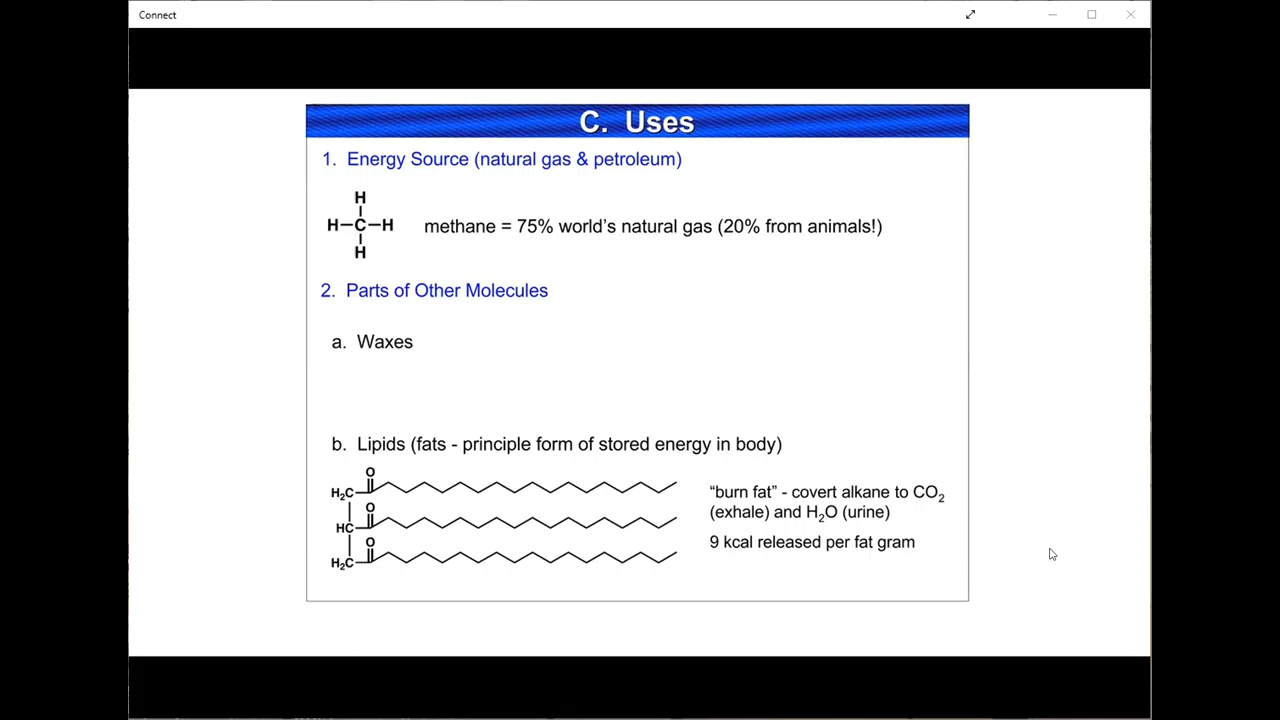 Connect
C. Uses
1. Energy Source (natural gas & petroleum)
H
H–C–H
H
methane = 75% world's natural gas (20% from animals!)
2. Parts of Other Molecules
a. Waxes
b. Lipids (fats - principle form of stored energy in body)
O
H₂C
O
HC
O
H₂C
“burn fat” - covert alkane to CO₂
(exhale) and H₂O (urine)
9 kcal released per fat gram